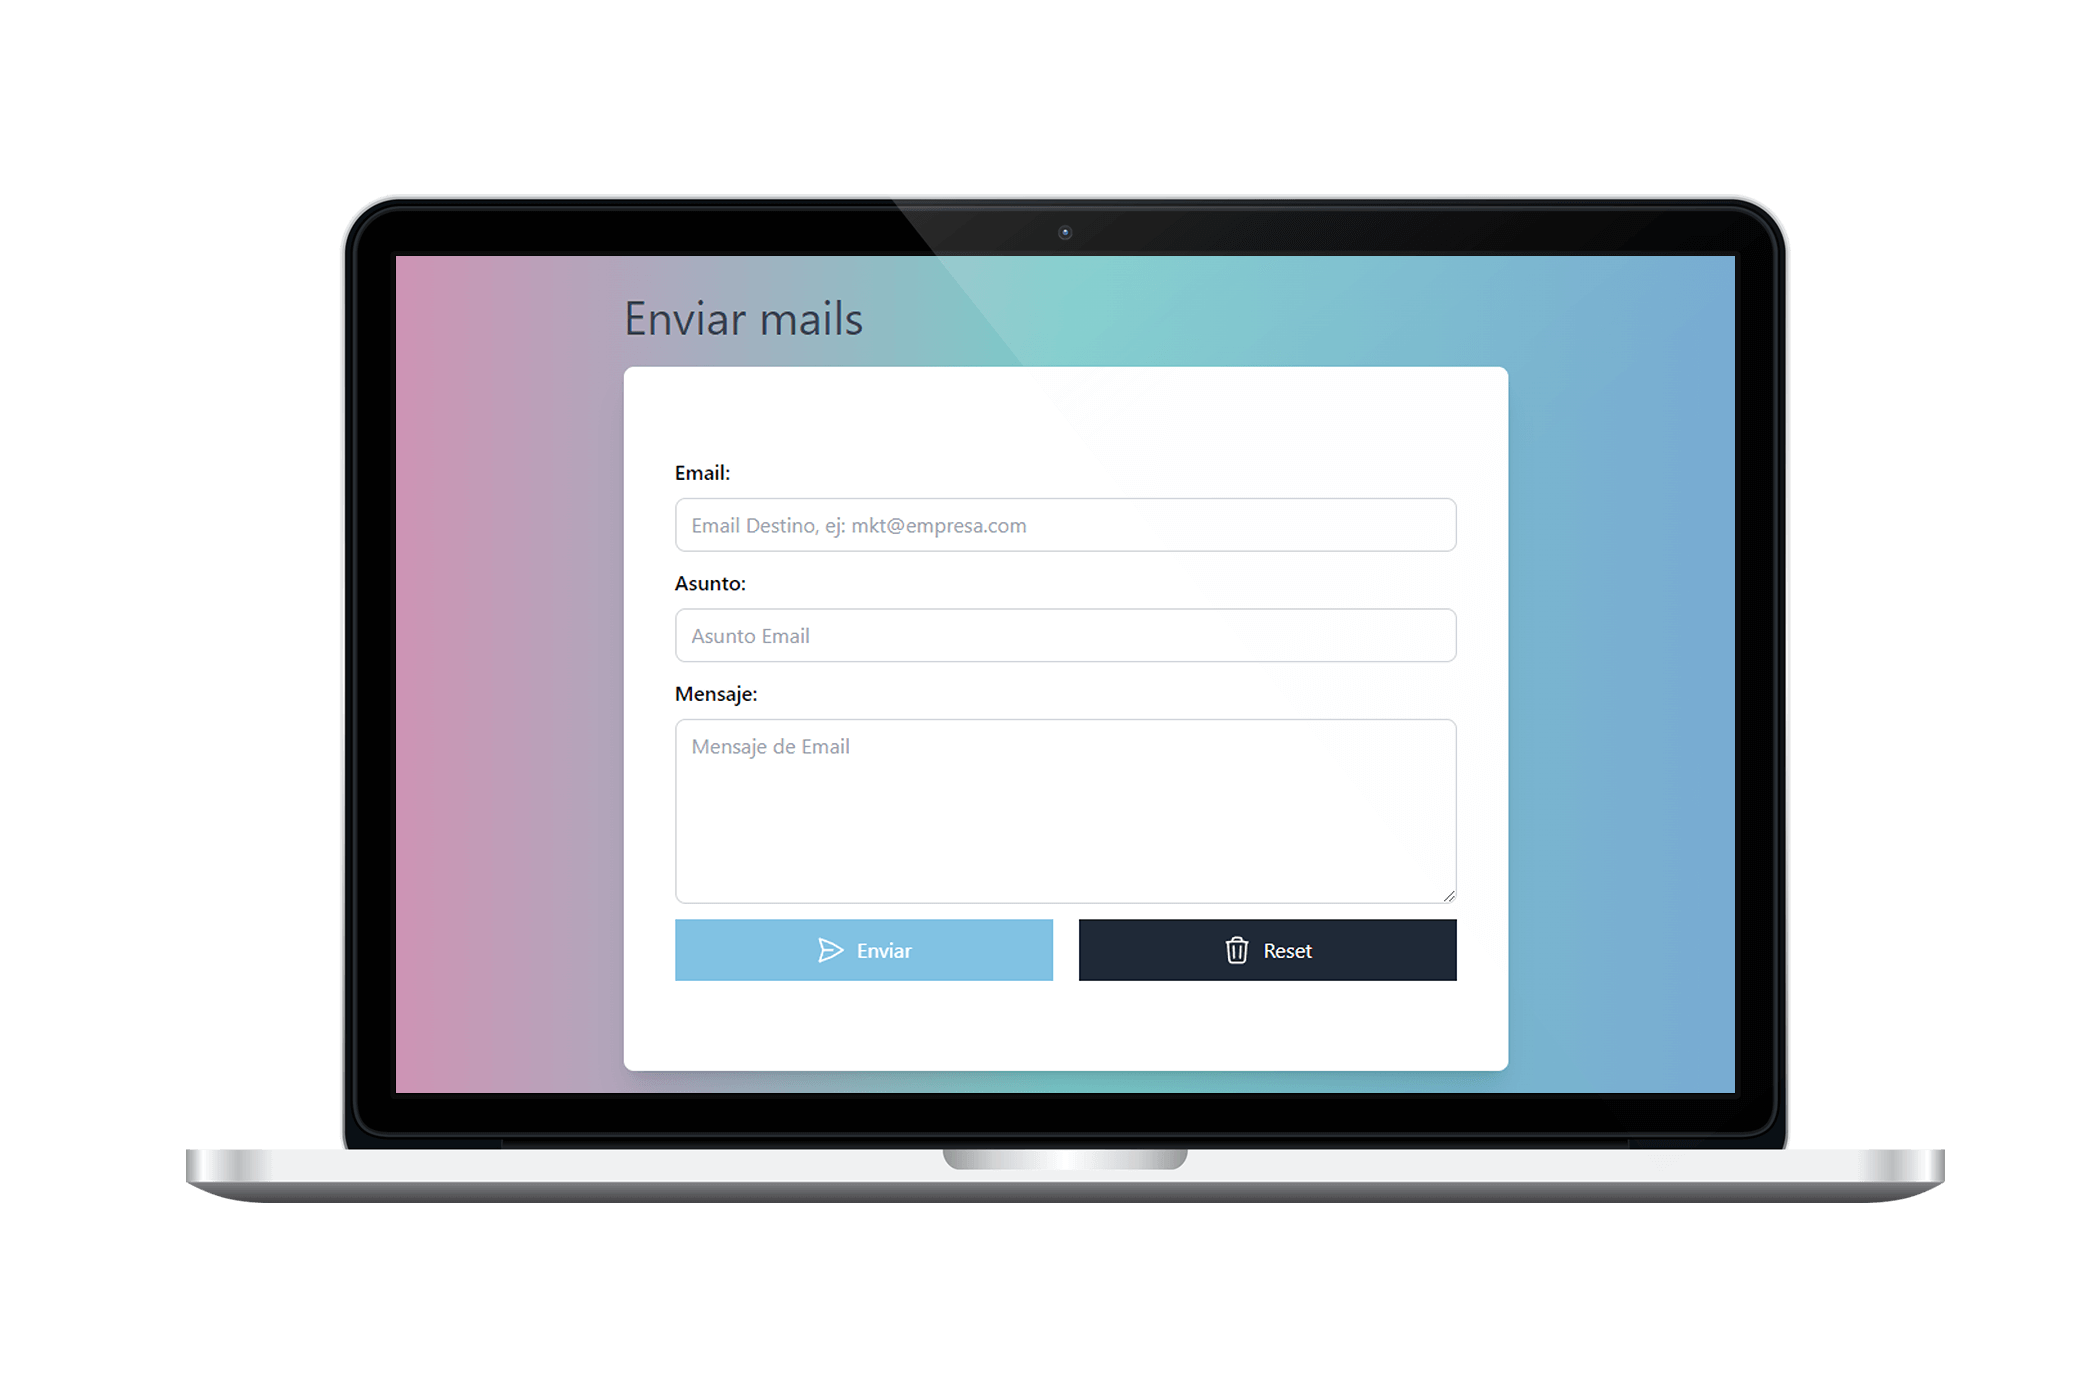 Enviar mails
Email:
Email Destino, ej: mkt@empresa.com
Asunto:
Asunto Email
Mensaje:
Mensaje de Email
Enviar
Reset